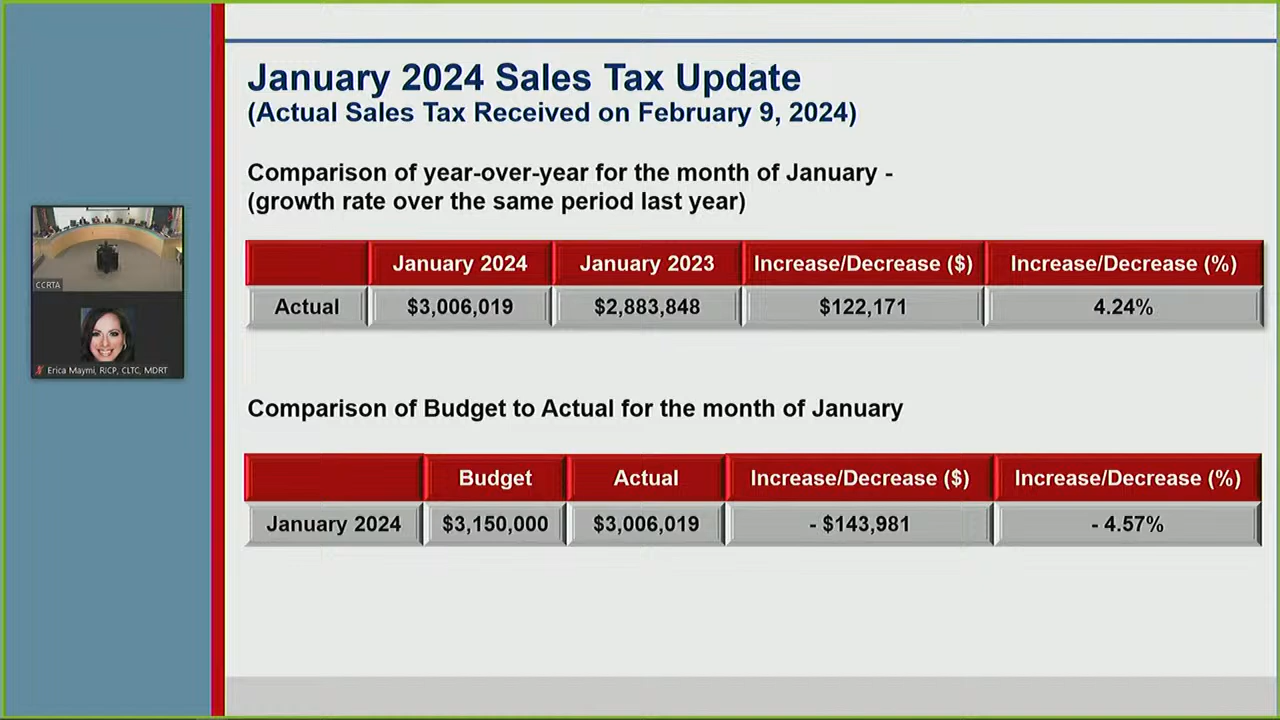 January 2024 Sales Tax Update
(Actual Sales Tax Received on February 9, 2024)
Comparison of year-over-year for the month of January -
(growth rate over the same period last year)
January 2024 January 2023 Increase/Decrease ($) Increase/Decrease (%)
Actual $3,006,019 $2,883,848 $122,171 4.24%
CCRTA
Erica Maymi, RICP, CLTC, MDRT
Comparison of Budget to Actual for the month of January
Budget Actual Increase/Decrease ($) Increase/Decrease (%)
January 2024 $3,150,000 $3,006,019 - $143,981 - 4.57%